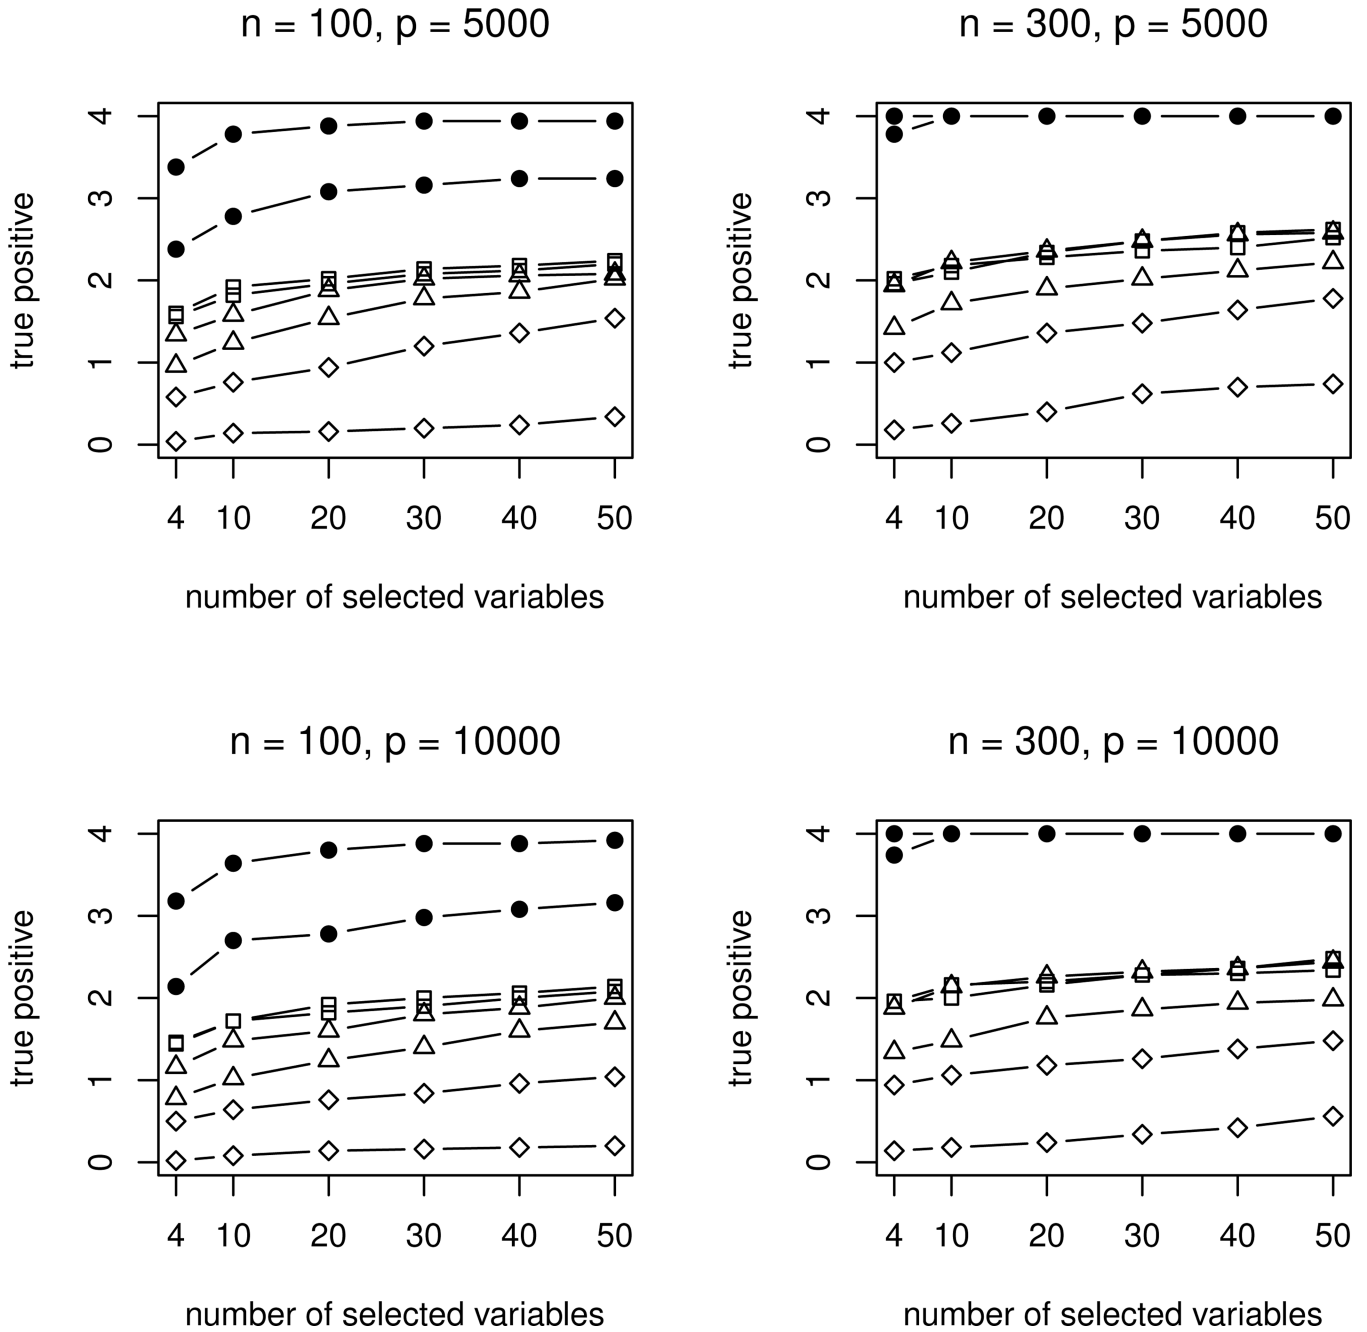 n = 100, p = 5000
true positive
4
3
2
1
0
4 10 20 30 40 50
number of selected variables
n = 300, p = 5000
true positive
4
3
2
1
0
4 10 20 30 40 50
number of selected variables
n = 100, p = 10000
true positive
4
3
2
1
0
4 10 20 30 40 50
number of selected variables
n = 300, p = 10000
true positive
4
3
2
1
0
4 10 20 30 40 50
number of selected variables